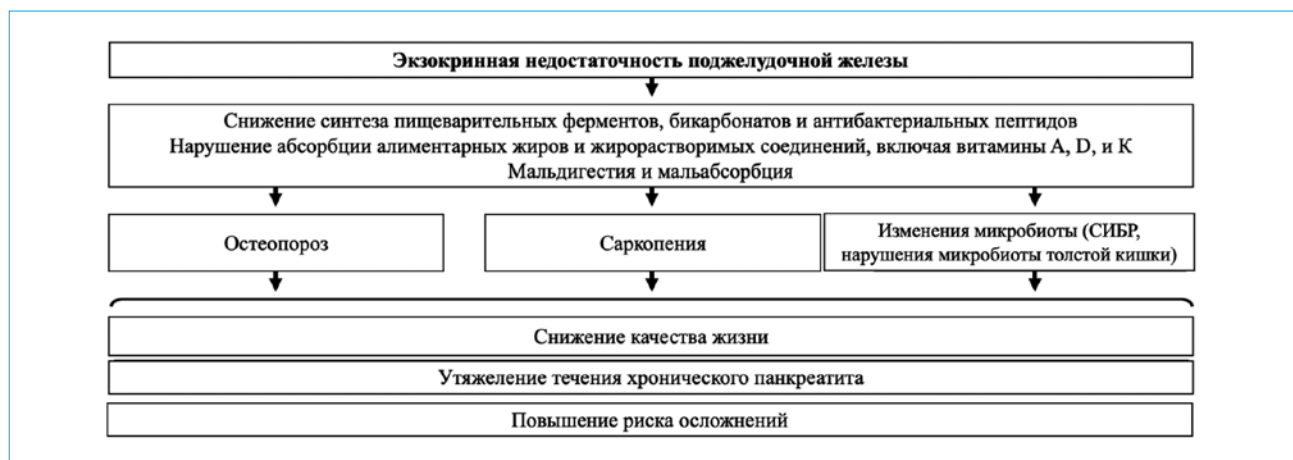 Экзокринная недостаточность поджелудочной железы
Снижение синтеза пищеварительных ферментов, бикарбонатов и антибактериальных пептидов
Нарушение абсорбции алиментарных жиров и жирорастворимых соединений, включая витамины A, D, и K
Мальдигестия и мальабсорбция
Остеопороз
Саркопения
Изменения микробиоты (СИБР,
нарушения микробиоты толстой кишки)
Снижение качества жизни
Утяжеление течения хронического панкреатита
Повышение риска осложнений